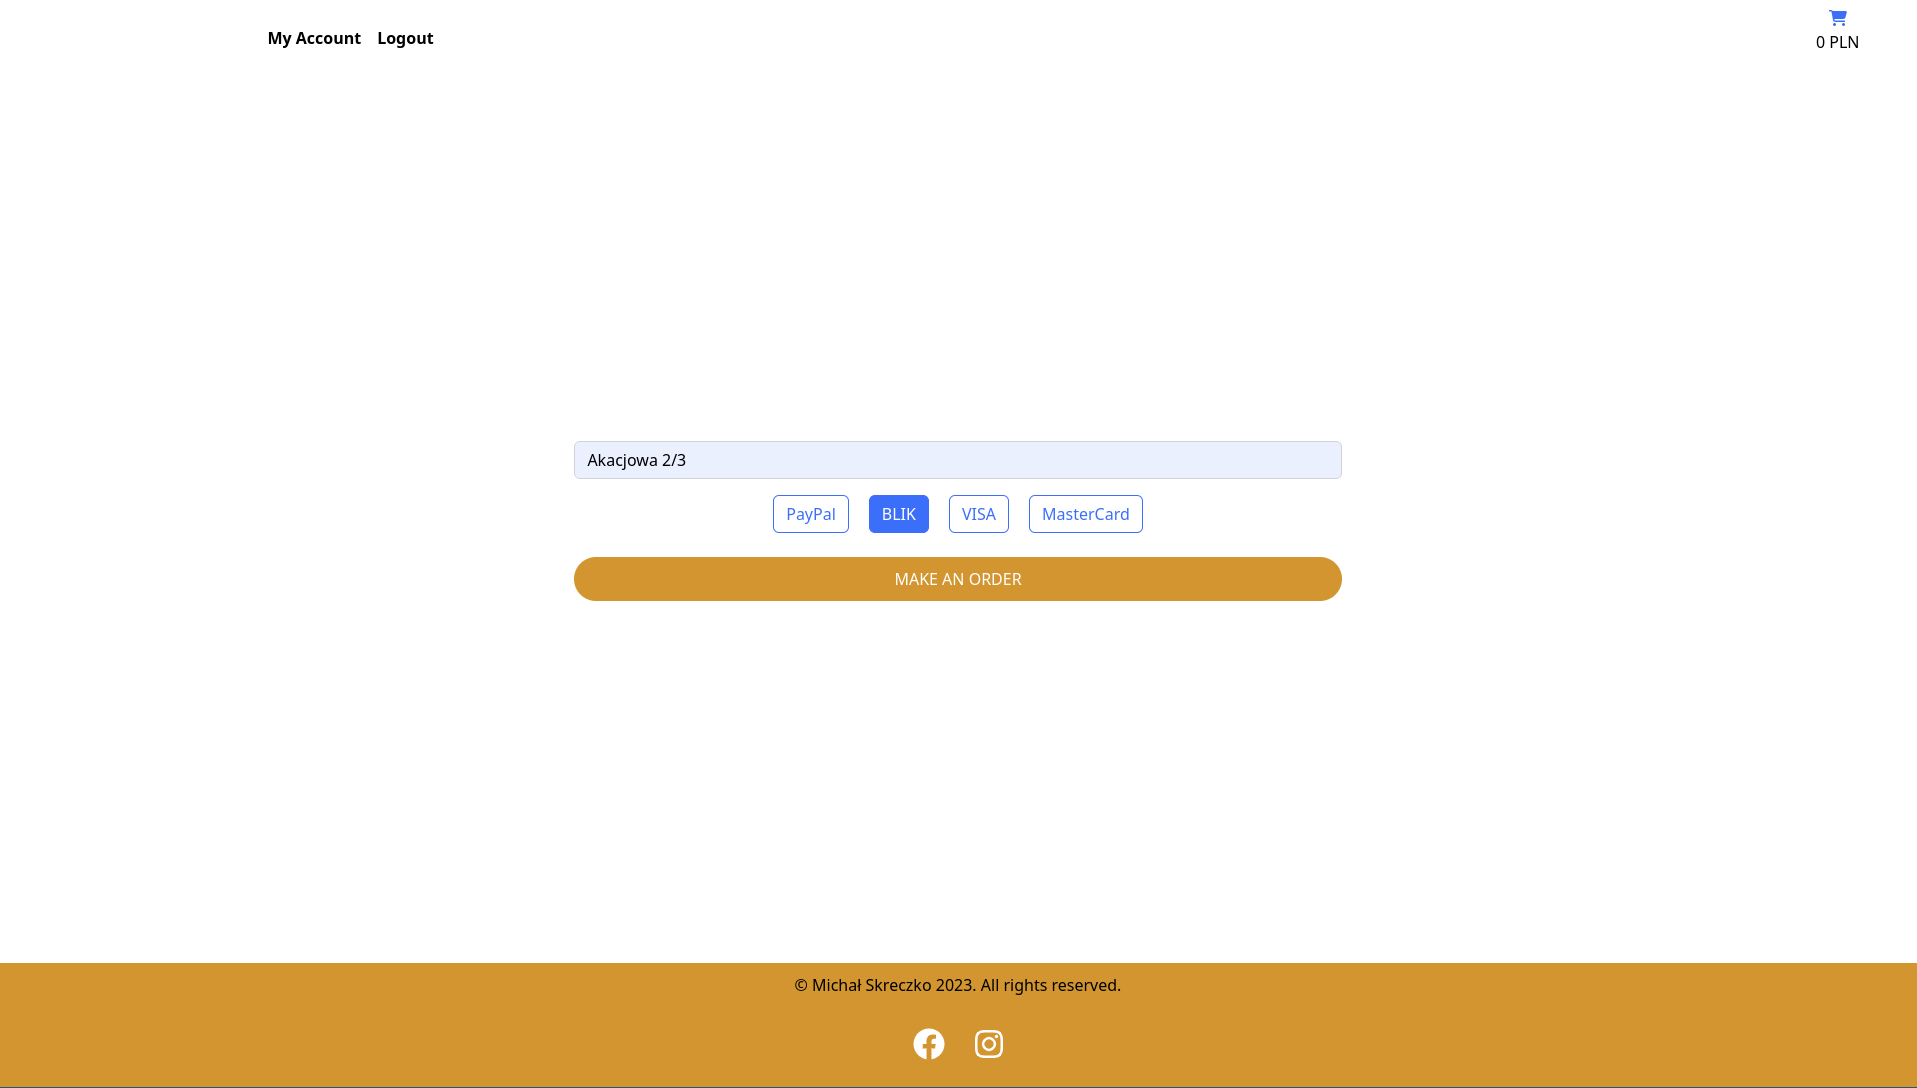 My Account Logout
0 PLN
Akacjowa 2/3
PayPal BLIK VISA MasterCard
MAKE AN ORDER
© Michał Skreczko 2023. All rights reserved.